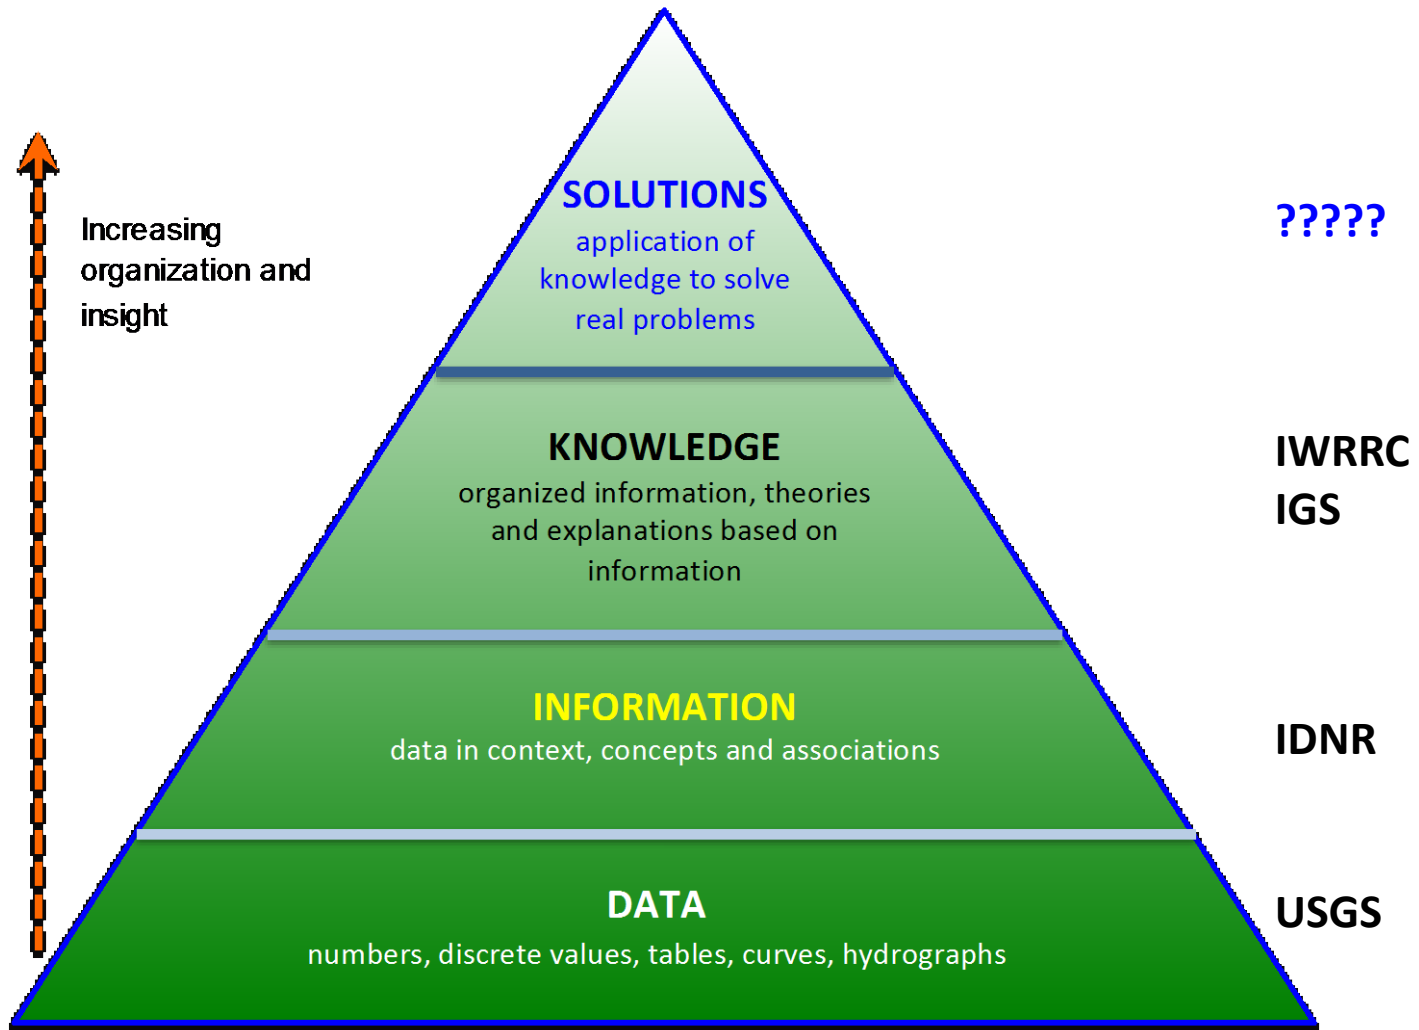 SOLUTIONS
application of
knowledge to solve
real problems
?????
Increasing
organization and
insight
KNOWLEDGE
organized information, theories
and explanations based on
information
IWRRC
IGS
INFORMATION
data in context, concepts and associations
IDNR
DATA
numbers, discrete values, tables, curves, hydrographs
USGS